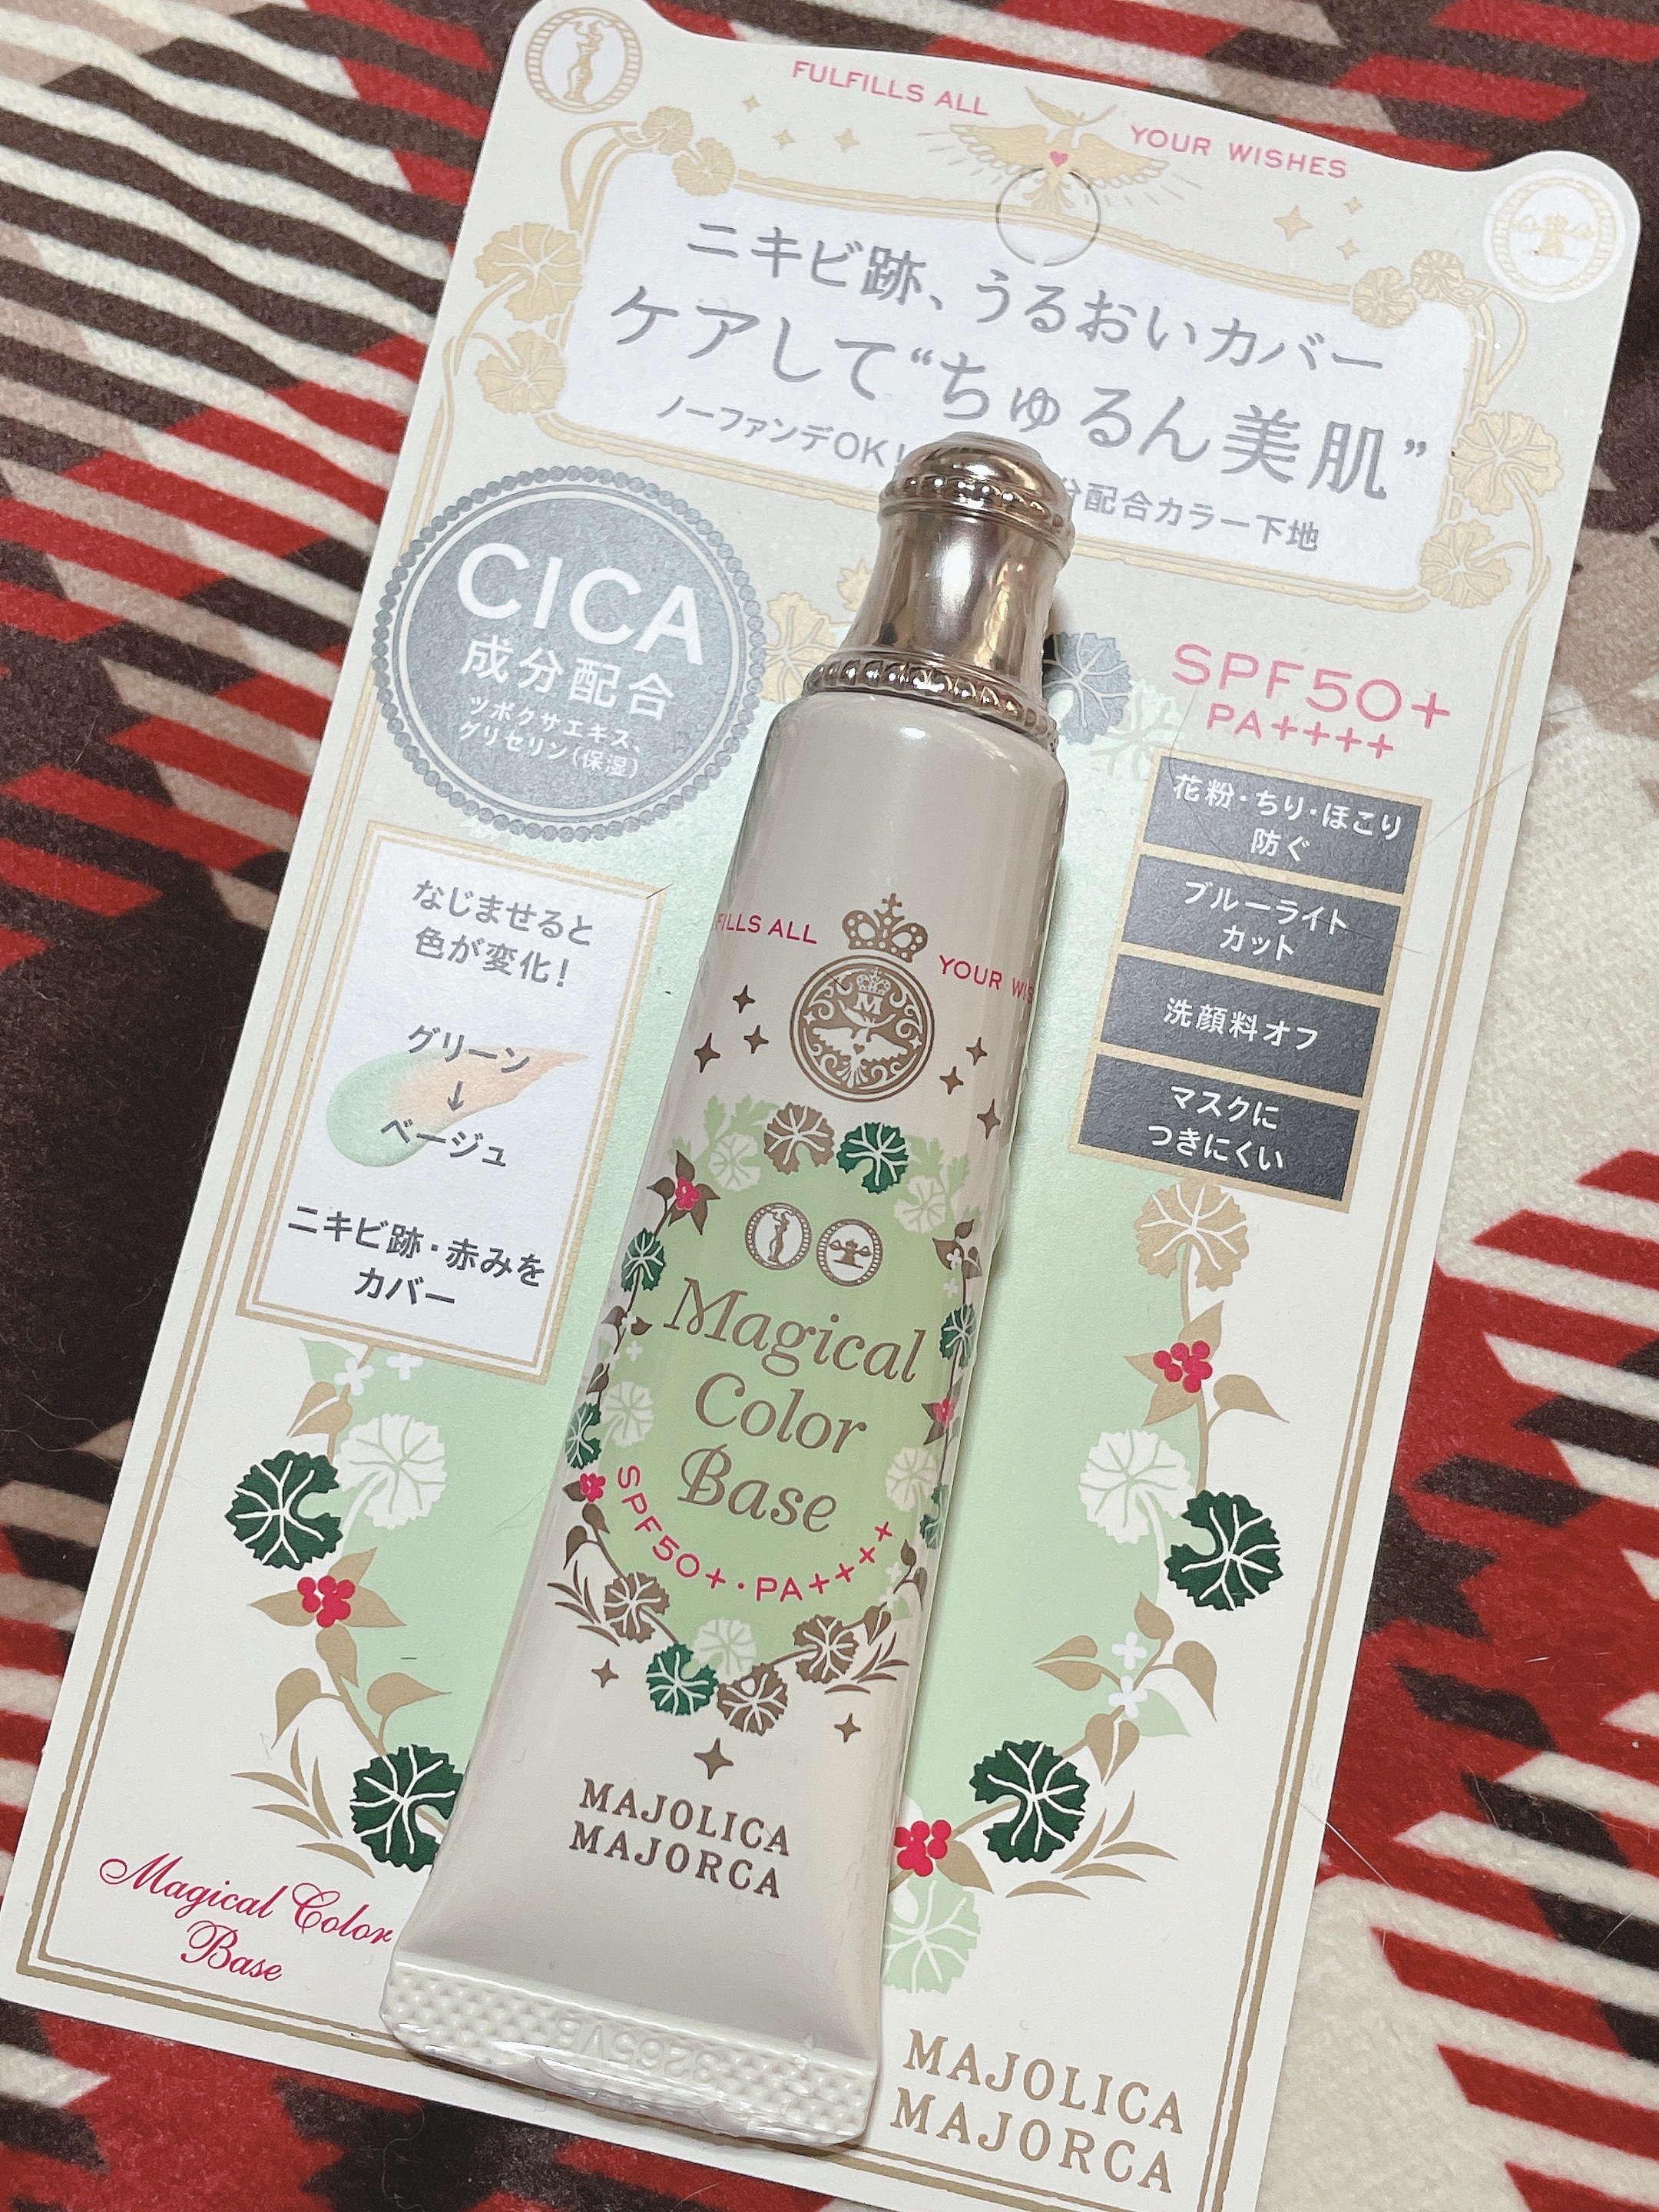 FULFILLS ALL YOUR WISHES
ニキビ跡、うるおいカバー
ケアして“ちゅるん美肌”
ノーファンデOK! 分配合カラー下地
CICA
成分配合
ツボクサエキス、
グリセリン(保湿)
SPF50+
PA++++
花粉・ちり・ほこり
防ぐ
ブルーライト
カット
洗顔料オフ
マスクに
つきにくい
なじませると
色が変化!
グリーン
↓
ベージュ
ニキビ跡・赤みを
カバー
FILLS ALL YOUR WIS
M
Magical
Color
Base
SPF50+・PA++++
MAJOLICA
MAJORCA
Magical Color
Base
MAJOLICA
MAJORCA